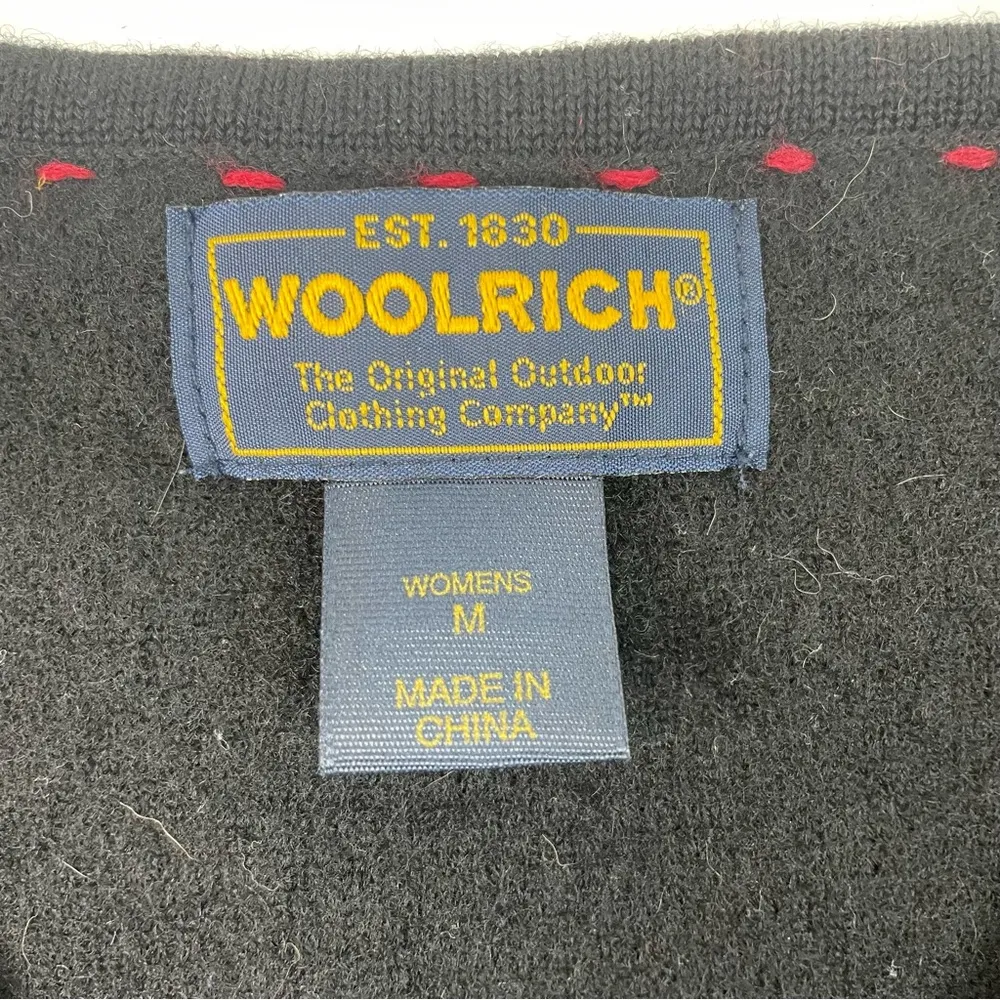 EST. 1830
WOOLRICH®
The Original Outdoor
Clothing Company™
WOMENS
M
MADE IN
CHINA